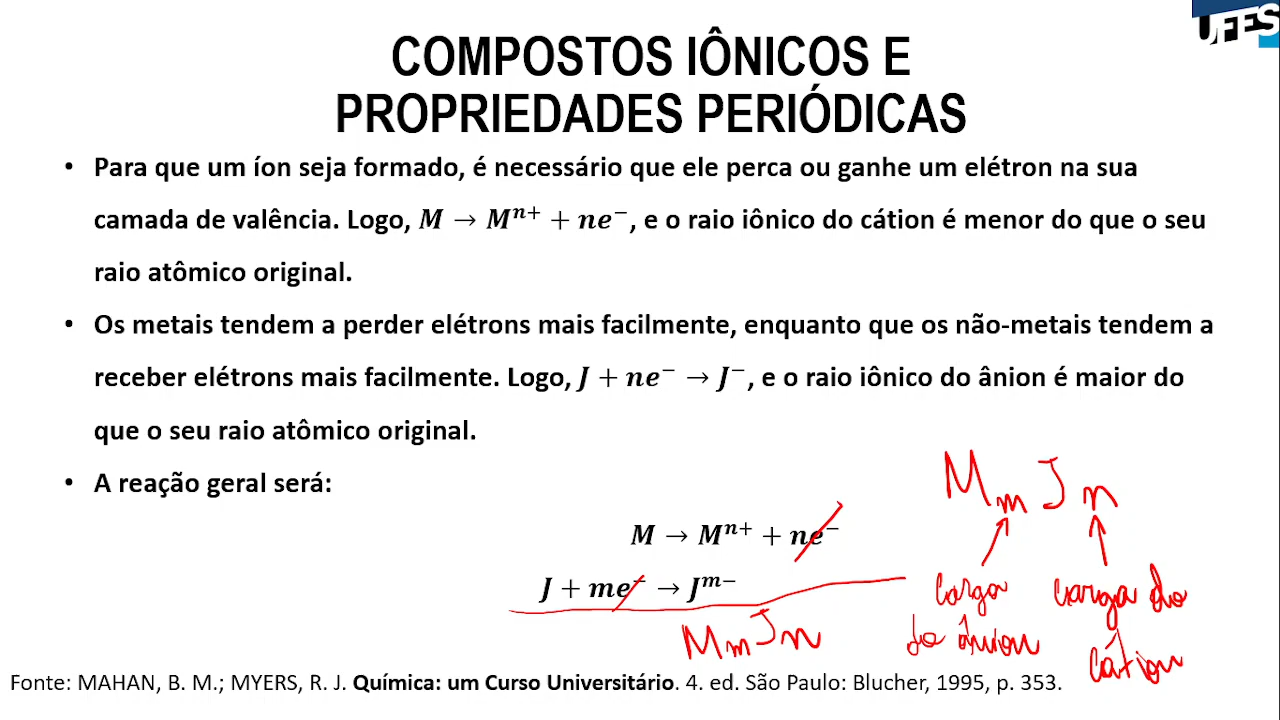 UFES
COMPOSTOS IÔNICOS E
PROPRIEDADES PERIÓDICAS
• Para que um íon seja formado, é necessário que ele perca ou ganhe um elétron na sua
camada de valência. Logo, M → Mⁿ⁺ + ne⁻, e o raio iônico do cátion é menor do que o seu
raio atômico original.
• Os metais tendem a perder elétrons mais facilmente, enquanto que os não-metais tendem a
receber elétrons mais facilmente. Logo, J + ne⁻ → J⁻, e o raio iônico do ânion é maior do
que o seu raio atômico original.
• A reação geral será:
M → Mⁿ⁺ + ne⁻
J + me⁻ → Jᵐ⁻
MmJn
MmJn
carga
do ânion
carga do
cátion
Fonte: MAHAN, B. M.; MYERS, R. J. Química: um Curso Universitário. 4. ed. São Paulo: Blucher, 1995, p. 353.